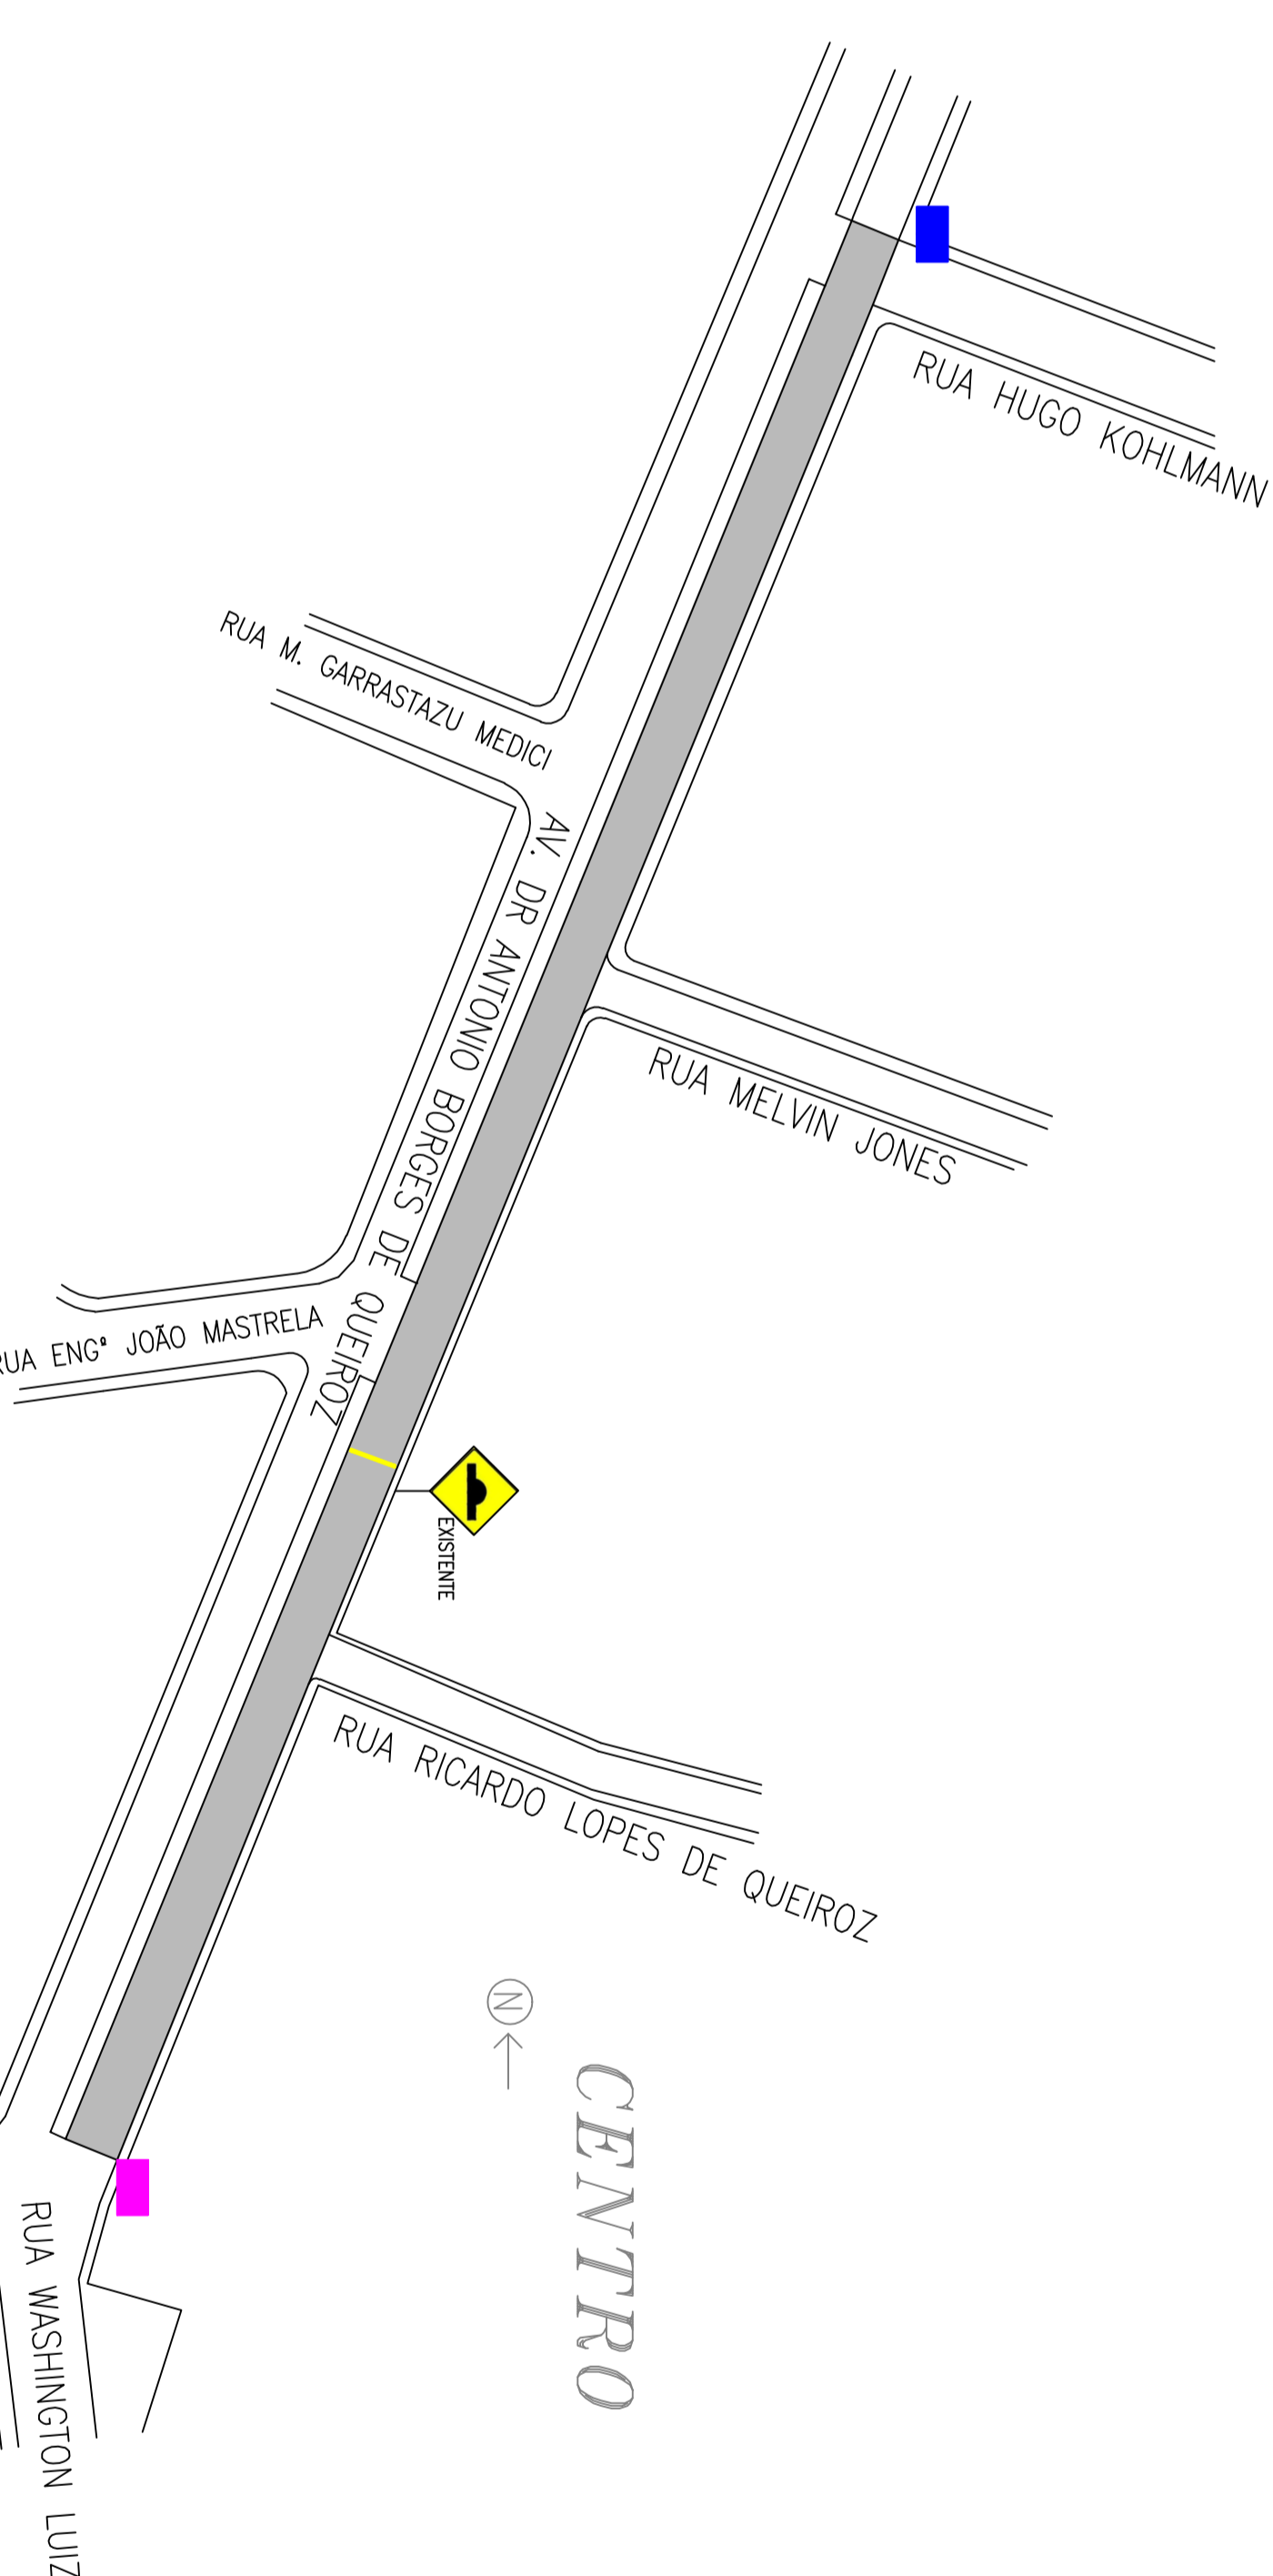 RUA HUGO KOHLMANN
RUA M. GARRASTAZU MEDICI
AV. DR ANTONIO BORGES DE QUEIROZ
RUA MELVIN JONES
RUA ENGª JOÃO MASTRELA
EXISTENTE
RUA RICARDO LOPES DE QUEIROZ
N
CENTRO
RUA WASHINGTON LUIZ